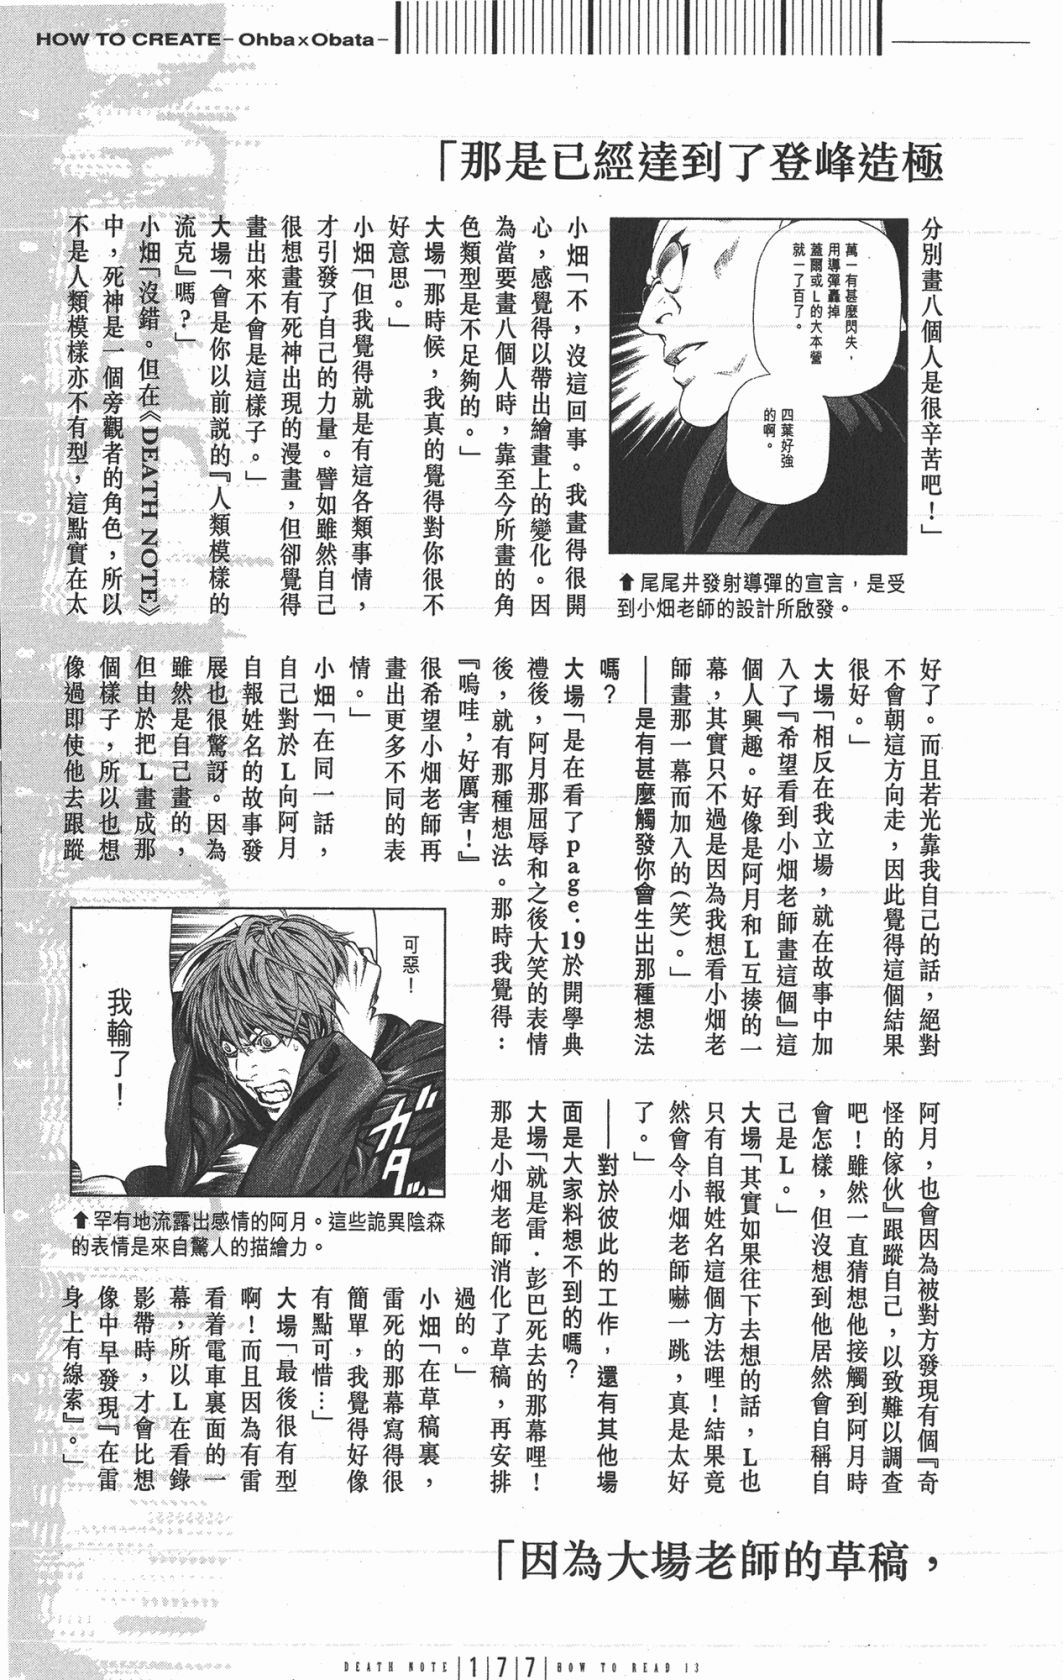 HOW TO CREATE-Ohba×Obata-
「那是已經達到了登峰造極
分別畫八個人是很辛苦吧！」
萬一有甚麼閃失，
用導彈轟掉
蓋爾或L的大本營
就一了百了。
四葉好強
的啊。
⬆尾尾井發射導彈的宣言，是受
到小畑老師的設計所啟發。
小畑「不，沒這回事。我畫得很開
心，感覺得以帶出繪畫上的變化。因
為當要畫八個人時，靠至今所畫的角
色類型是不足夠的。」
大場「那時候，我真的覺得對你很不
好意思。」
小畑「但我覺得就是有這各類事情，
才引發了自己的力量。譬如雖然自己
很想畫有死神出現的漫畫，但卻覺得
畫出來不會是這樣子。」
大場「會是你以前説的『人類模樣的
流克』嗎？」
小畑「沒錯。但在《DEATH NOTE》
中，死神是一個旁觀者的角色，所以
不是人類模樣亦不有型，這點實在太
好了。而且若光靠我自己的話，絕對
不會朝這方向走，因此覺得這個結果
很好。」
大場「相反在我立場，就在故事中加
入了『希望看到小畑老師畫這個』這
個人興趣。好像是阿月和L互揍的一
幕，其實只不過是因為我想看小畑老
師畫那一幕而加入的（笑）。」
——是有甚麼觸發你會生出那種想法
嗎？
大場「是在看了page.19於開學典
禮後，阿月那屈辱和之後大笑的表情
後，就有那種想法。那時我覺得：
『嗚哇，好厲害！』
很希望小畑老師再
畫出更多不同的表
情。」
小畑「在同一話，
自己對於L向阿月
自報姓名的故事發
展也很驚訝。因為
雖然是自己畫的，
但由於把L畫成那
個樣子，所以也想
像過即使他去跟蹤
可惡！
我輸了！
ガタ
⬆罕有地流露出感情的阿月。這些詭異陰森
的表情是來自驚人的描繪力。
阿月，也會因為被對方發現有個『奇
怪的傢伙』跟蹤自己，以致難以調查
吧！雖然一直猜想他接觸到阿月時
會怎樣，但沒想到他居然會自稱自
己是L。」
大場「其實如果往下去想的話，L也
只有自報姓名這個方法哩！結果竟
然會令小畑老師嚇一跳，真是太好
了。」
——對於彼此的工作，還有其他場
面是大家料想不到的嗎？
大場「就是雷．彭巴死去的那幕哩！
那是小畑老師消化了草稿，再安排
過的。」
小畑「在草稿裏，
雷死的那幕寫得很
簡單，我覺得好像
有點可惜…」
大場「最後很有型
啊！而且因為有雷
看着電車裏面的一
幕，所以L在看錄
影帶時，才會比想
像中早發現『在雷
身上有線索』。」
「因為大場老師的草稿，
DEATH NOTE |1|7|7| HOW TO READ 13